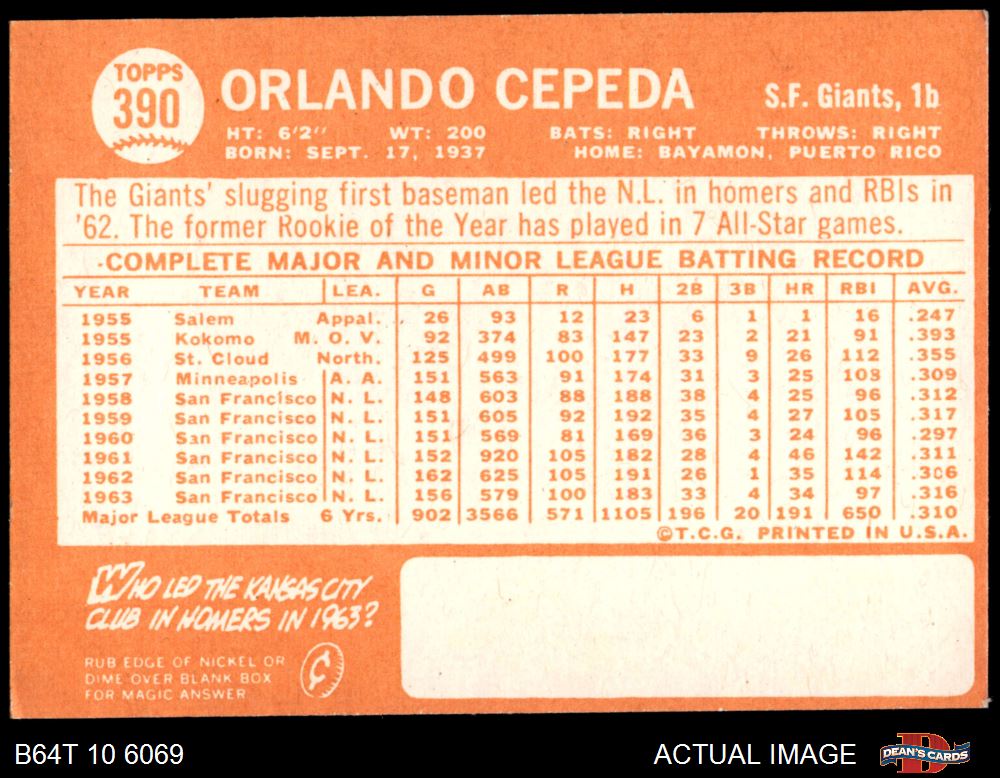 TOPPS
390
ORLANDO CEPEDA
S.F. Giants, 1b
HT: 6'2" WT: 200 BATS: RIGHT THROWS: RIGHT
BORN: SEPT. 17, 1937 HOME: BAYAMON, PUERTO RICO
The Giants' slugging first baseman led the N.L. in homers and RBIs in
'62. The former Rookie of the Year has played in 7 All-Star games.
COMPLETE MAJOR AND MINOR LEAGUE BATTING RECORD
YEAR TEAM LEA. G AB R H 2B 3B HR RBI AVG.
1955 Salem Appal. 26 93 12 23 6 1 1 16 .247
1955 Kokomo M. O. V. 92 374 83 147 23 2 21 91 .393
1956 St. Cloud North. 125 499 100 177 33 9 26 112 .355
1957 Minneapolis A. A. 151 563 91 174 31 3 25 108 .309
1958 San Francisco N. L. 148 603 88 188 38 4 25 96 .312
1959 San Francisco N. L. 151 605 92 192 35 4 27 105 .317
1960 San Francisco N. L. 151 569 81 169 36 3 24 96 .297
1961 San Francisco N. L. 152 920 105 182 28 4 46 142 .311
1962 San Francisco N. L. 162 625 105 191 26 1 35 114 .306
1963 San Francisco N. L. 156 579 100 183 33 4 34 97 .316
Major League Totals 6 Yrs. 902 3566 571 1105 196 20 191 650 .310
©T.C.G. PRINTED IN U.S.A.
WHO LED THE KANSAS CITY
CLUB IN HOMERS IN 1963?
RUB EDGE OF NICKEL OR
DIME OVER BLANK BOX
FOR MAGIC ANSWER
¢
B64T 10 6069
ACTUAL IMAGE
D
DEAN'S CARDS